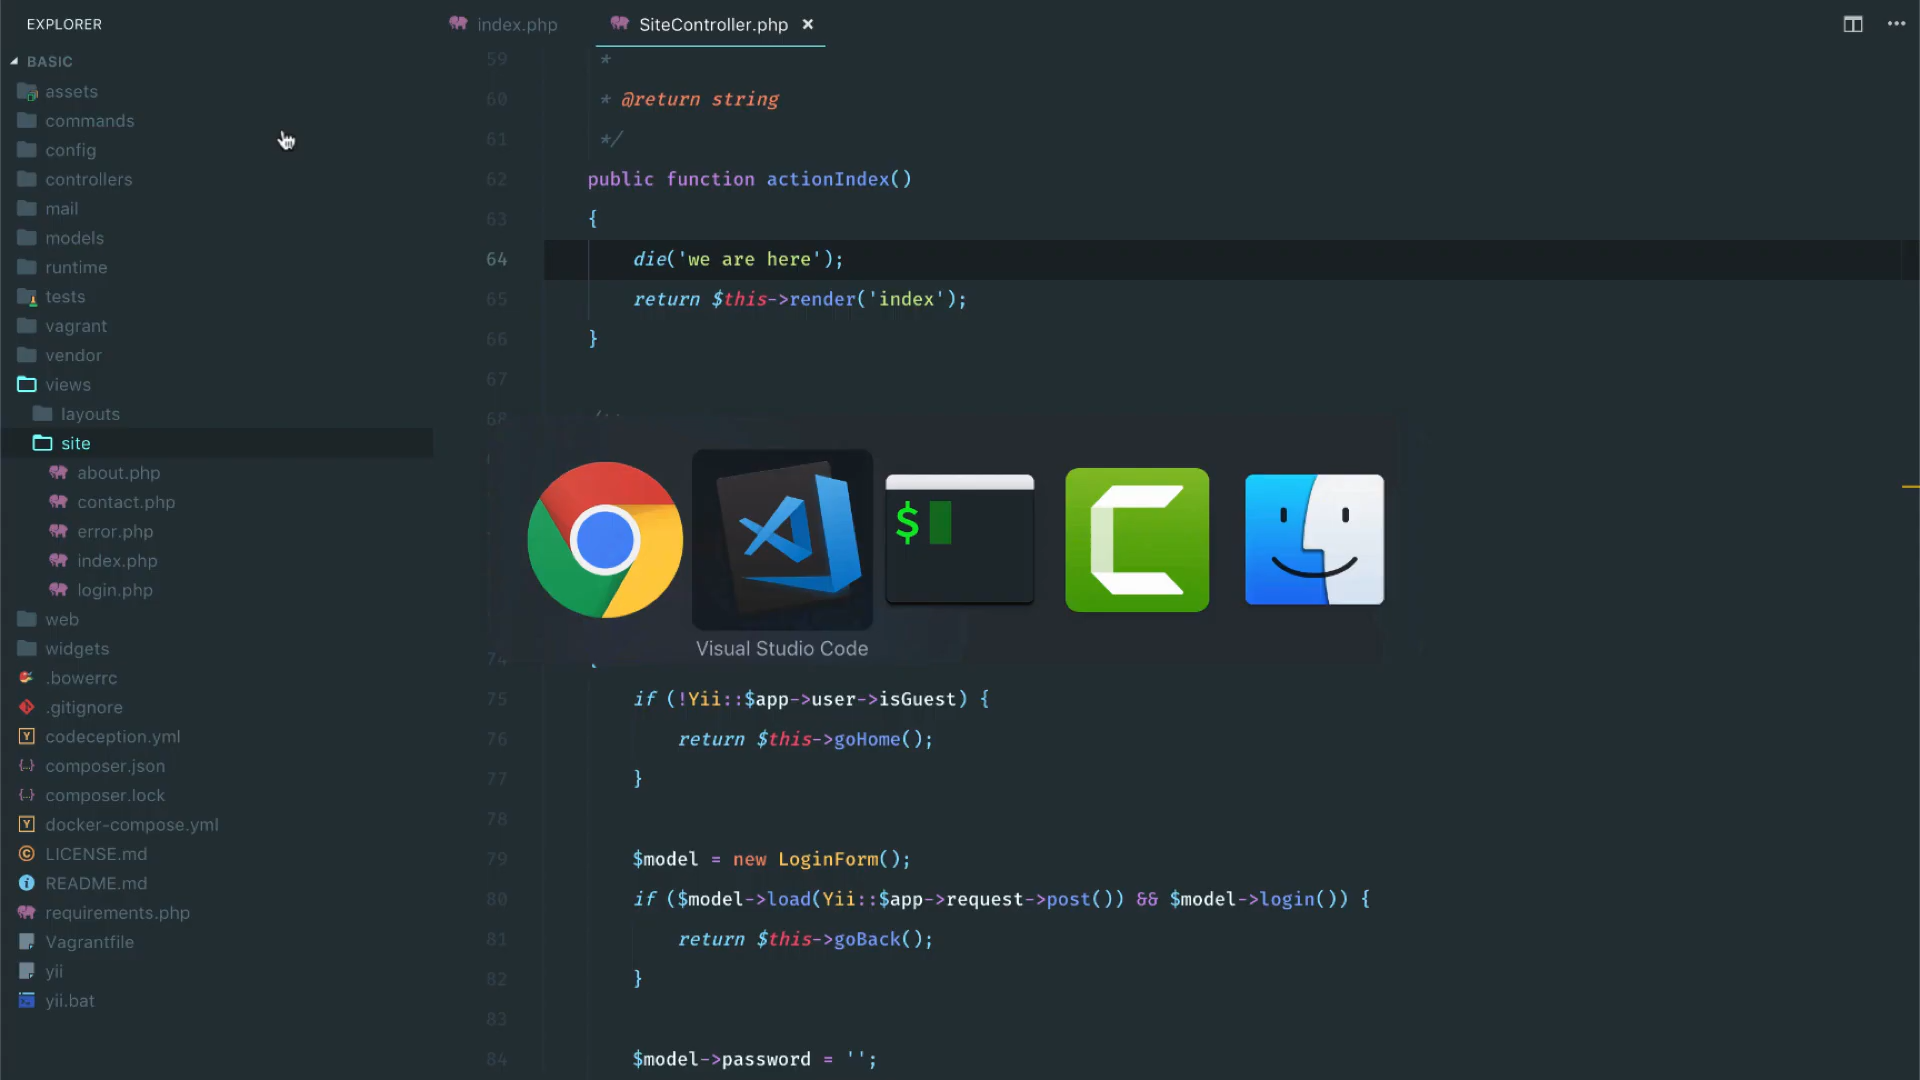 EXPLORER
BASIC
assets
commands
config
controllers
mail
models
runtime
tests
vagrant
vendor
views
layouts
site
about.php
contact.php
error.php
index.php
login.php
web
widgets
.bowerrc
.gitignore
codeception.yml
composer.json
composer.lock
docker-compose.yml
LICENSE.md
README.md
requirements.php
Vagrantfile
yii
yii.bat
index.php
SiteController.php ×
59 *
60 * @return string
61 */
62 public function actionIndex()
63 {
64 die('we are here');
65 return $this->render('index');
66 }
67
68
$
Visual Studio Code
74 {
75 if (!Yii::$app->user->isGuest) {
76 return $this->goHome();
77 }
78
79 $model = new LoginForm();
80 if ($model->load(Yii::$app->request->post()) && $model->login()) {
81 return $this->goBack();
82 }
83
84 $model->password = '';